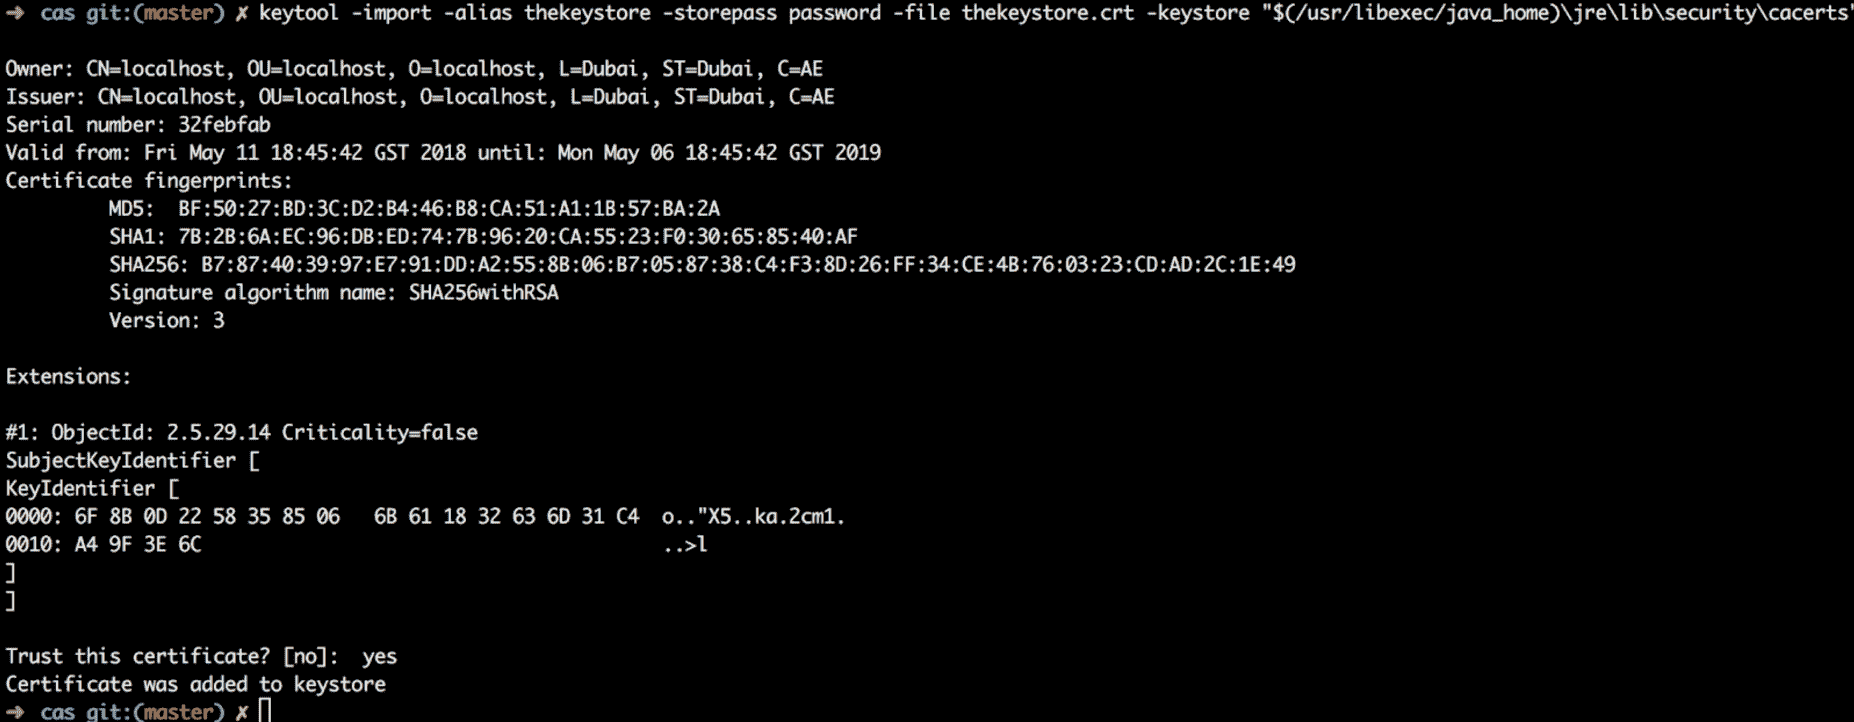 → cas git:(master) ✗ keytool -import -alias thekeystore -storepass password -file thekeystore.crt -keystore "$(/usr/libexec/java_home)\jre\lib\security\cacerts"
Owner: CN=localhost, OU=localhost, O=localhost, L=Dubai, ST=Dubai, C=AE
Issuer: CN=localhost, OU=localhost, O=localhost, L=Dubai, ST=Dubai, C=AE
Serial number: 32febfab
Valid from: Fri May 11 18:45:42 GST 2018 until: Mon May 06 18:45:42 GST 2019
Certificate fingerprints:
MD5: BF:50:27:BD:3C:D2:B4:46:B8:CA:51:A1:1B:57:BA:2A
SHA1: 7B:2B:6A:EC:96:DB:ED:74:7B:96:20:CA:55:23:F0:30:65:85:40:AF
SHA256: B7:87:40:39:97:E7:91:DD:A2:55:8B:06:B7:05:87:38:C4:F3:8D:26:FF:34:CE:4B:76:03:23:CD:AD:2C:1E:49
Signature algorithm name: SHA256withRSA
Version: 3
Extensions:
#1: ObjectId: 2.5.29.14 Criticality=false
SubjectKeyIdentifier [
KeyIdentifier [
0000: 6F 8B 0D 22 58 35 85 06   6B 61 18 32 63 6D 31 C4  o.."X5..ka.2cm1.
0010: A4 9F 3E 6C                                        ..>l
]
]
Trust this certificate? [no]:  yes
Certificate was added to keystore
→ cas git:(master) ✗